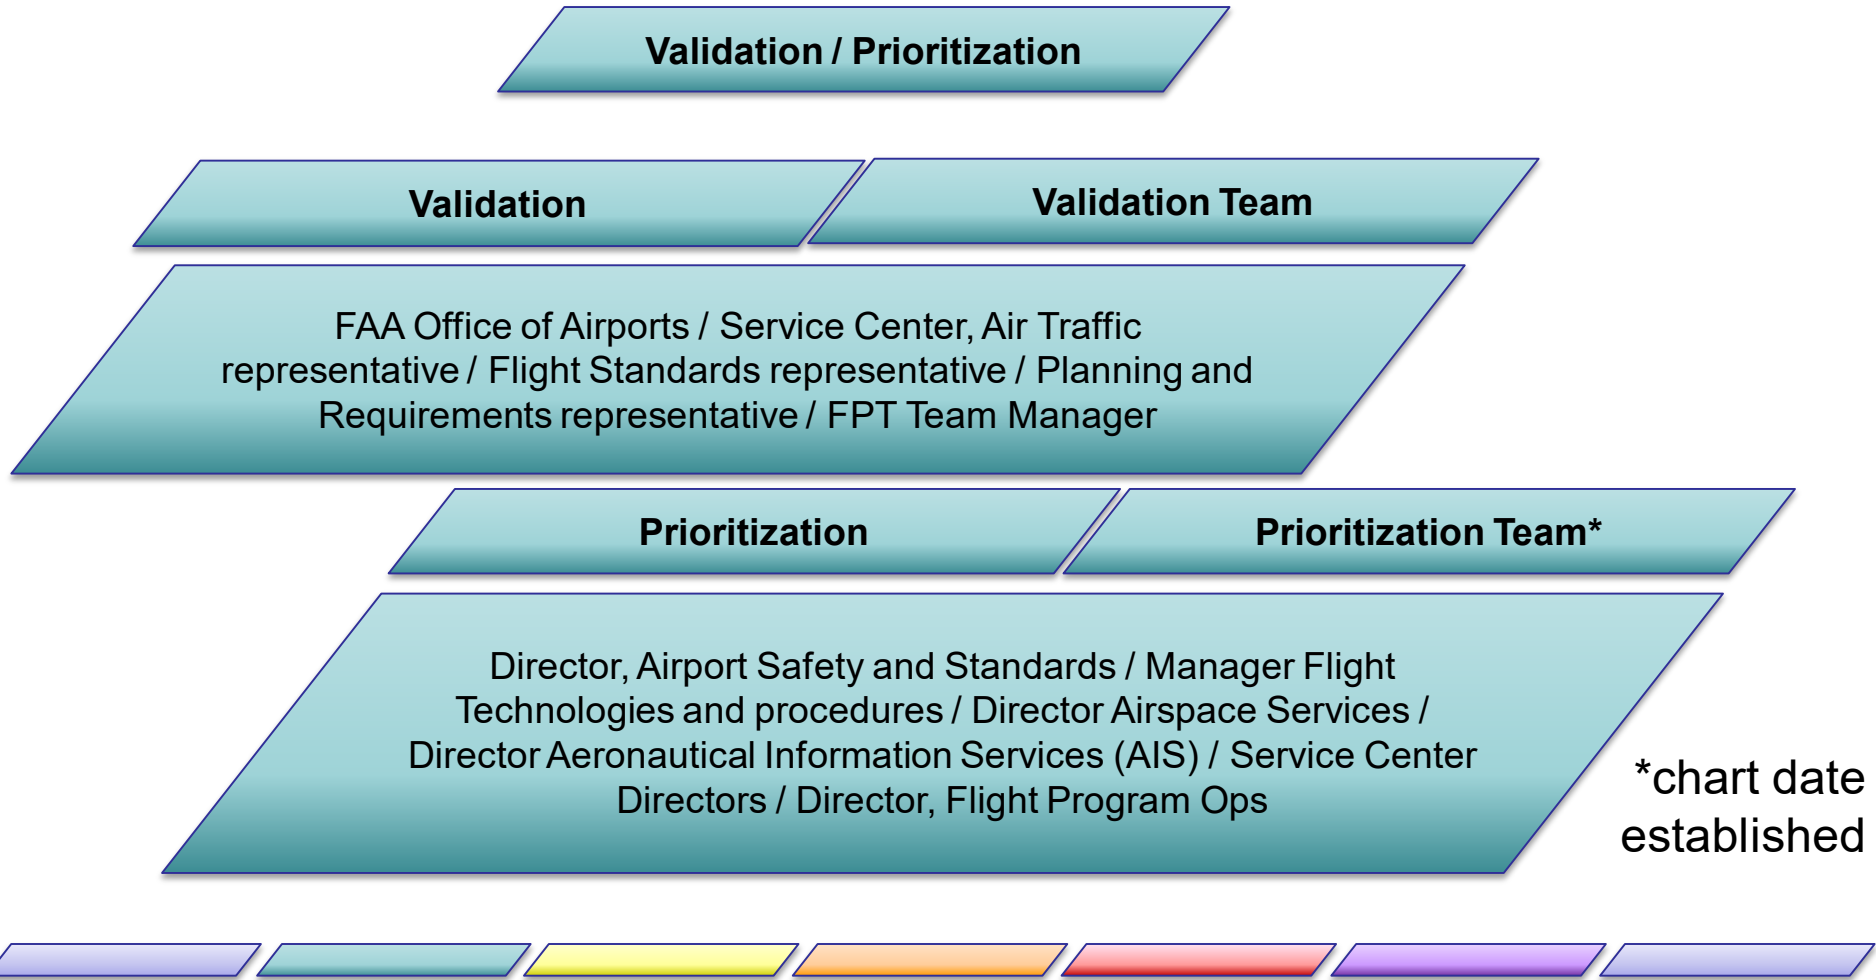 Validation / Prioritization
Validation
Validation Team
FAA Office of Airports / Service Center, Air Traffic
representative / Flight Standards representative / Planning and
Requirements representative / FPT Team Manager
Prioritization
Prioritization Team*
Director, Airport Safety and Standards / Manager Flight
Technologies and procedures / Director Airspace Services /
Director Aeronautical Information Services (AIS) / Service Center
Directors / Director, Flight Program Ops
*chart date
established